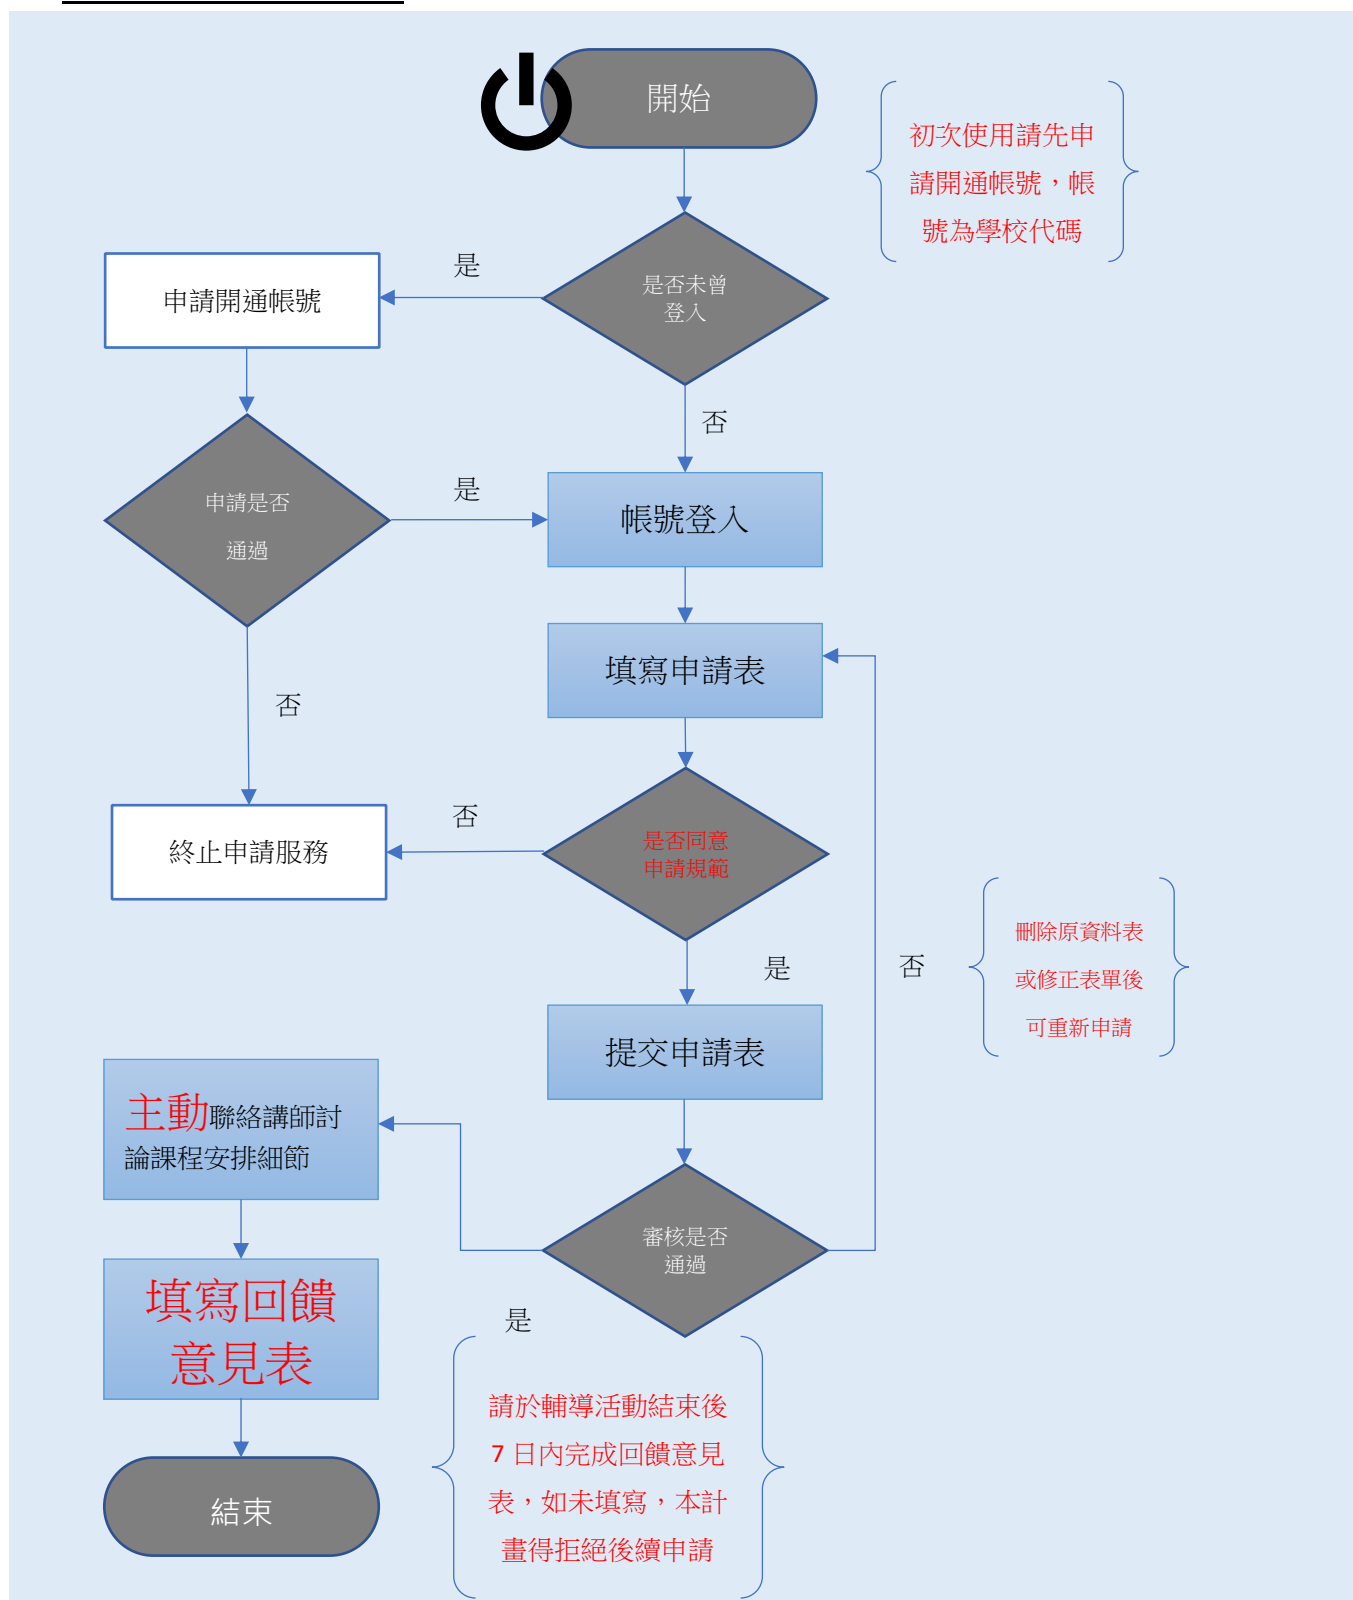 開始
初次使用請先申
請開通帳號，帳
號為學校代碼
是
申請開通帳號
是否未曾
登入
否
申請是否
通過
是
帳號登入
填寫申請表
否
否
終止申請服務
是否同意
申請規範
是
否
刪除原資料表
或修正表單後
可重新申請
提交申請表
主動聯絡講師討
論課程安排細節
審核是否
通過
填寫回饋
意見表
是
請於輔導活動結束後
7 日內完成回饋意見
表，如未填寫，本計
畫得拒絕後續申請
結束